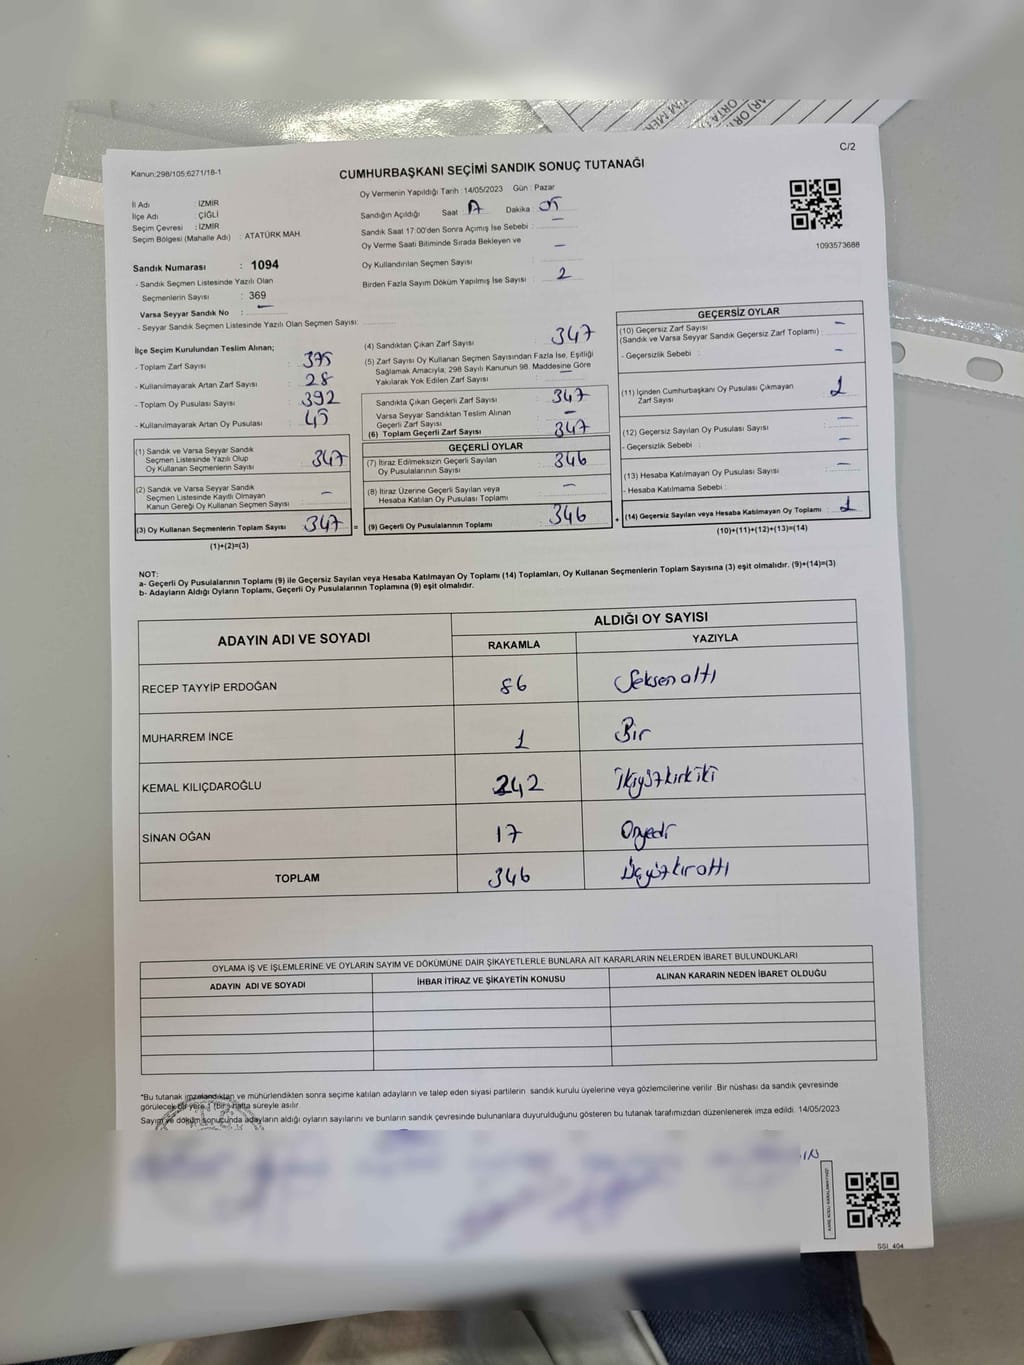 C/2
Kanun:298/105;6271/18-1
CUMHURBAŞKANI SEÇİMİ SANDIK SONUÇ TUTANAĞI
İl Adı : İZMİR
İlçe Adı : ÇİĞLİ
Seçim Çevresi : İZMİR
Seçim Bölgesi (Mahalle Adı) : ATATÜRK MAH.
Oy Vermenin Yapıldığı Tarih :14/05/2023 Gün : Pazar
Sandığın Açıldığı Saat : Dakika : 05
Sandık Saat 17:00'den Sonra Açımış İse Sebebi : –
Oy Verme Saati Bitiminde Sırada Bekleyen ve
Oy Kullandırılan Seçmen Sayısı : –
Birden Fazla Sayım Döküm Yapılmış İse Sayısı : 2
1093573688
Sandık Numarası : 1094
- Sandık Seçmen Listesinde Yazılı Olan
Seçmenlerin Sayısı : 369
Varsa Seyyar Sandık No : –
- Seyyar Sandık Seçmen Listesinde Yazılı Olan Seçmen Sayısı:
İlçe Seçim Kurulundan Teslim Alınan;
- Toplam Zarf Sayısı : 375
- Kullanılmayarak Artan Zarf Sayısı : 28
- Toplam Oy Pusulası Sayısı : 392
- Kullanılmayarak Artan Oy Pusulası : 45
(1) Sandık ve Varsa Seyyar Sandık
Seçmen Listesinde Yazılı Olup
Oy Kullanan Seçmenlerin Sayısı : 347
(2) Sandık ve Varsa Seyyar Sandık
Seçmen Listesinde Kayıtlı Olmayan
Kanun Gereği Oy Kullanan Seçmen Sayısı : –
(3) Oy Kullanan Seçmenlerin Toplam Sayısı : 347 =
(1)+(2)=(3)
(4) Sandıktan Çıkan Zarf Sayısı : 347
(5) Zarf Sayısı Oy Kullanan Seçmen Sayısından Fazla İse, Eşitliği
Sağlamak Amacıyla; 298 Sayılı Kanunun 98. Maddesine Göre
Yakılarak Yok Edilen Zarf Sayısı : –
Sandıkta Çıkan Geçerli Zarf Sayısı : 347
Varsa Seyyar Sandıktan Teslim Alınan
Geçerli Zarf Sayısı : –
(6) Toplam Geçerli Zarf Sayısı : 347
GEÇERLİ OYLAR
(7) İtiraz Edilmeksizin Geçerli Sayılan
Oy Pusulalarının Sayısı : 346
(8) İtiraz Üzerine Geçerli Sayılan veya
Hesaba Katılan Oy Pusulası Toplamı : –
(9) Geçerli Oy Pusulalarının Toplamı : 346 +
GEÇERSİZ OYLAR
(10) Geçersiz Zarf Sayısı
(Sandık ve Varsa Seyyar Sandık Geçersiz Zarf Toplamı) : –
- Geçersizlik Sebebi : –
(11) İçinden Cumhurbaşkanı Oy Pusulası Çıkmayan
Zarf Sayısı : 1
(12) Geçersiz Sayılan Oy Pusulası Sayısı : –
- Geçersizlik Sebebi : –
(13) Hesaba Katılmayan Oy Pusulası Sayısı : –
- Hesaba Katılmama Sebebi :
(14) Geçersiz Sayılan veya Hesaba Katılmayan Oy Toplamı : 1
(10)+(11)+(12)+(13)=(14)
NOT:
a- Geçerli Oy Pusulalarının Toplamı (9) ile Geçersiz Sayılan veya Hesaba Katılmayan Oy Toplamı (14) Toplamları, Oy Kullanan Seçmenlerin Toplam Sayısına (3) eşit olmalıdır. (9)+(14)=(3)
b- Adayların Aldığı Oyların Toplamı, Geçerli Oy Pusulalarının Toplamına (9) eşit olmalıdır.
ADAYIN ADI VE SOYADI
ALDIĞI OY SAYISI
RAKAMLA YAZIYLA
RECEP TAYYİP ERDOĞAN 86 Seksen altı
MUHARREM İNCE 1 Bir
KEMAL KILIÇDAROĞLU 242 İkiyüzkırkiki
SİNAN OĞAN 17 Onyedi
TOPLAM 346
OYLAMA İŞ VE İŞLEMLERİNE VE OYLARIN SAYIM VE DÖKÜMÜNE DAİR ŞİKAYETLERLE BUNLARA AİT KARARLARIN NELERDEN İBARET BULUNDUKLARI
ADAYIN ADI VE SOYADI İHBAR İTİRAZ VE ŞİKAYETİN KONUSU ALINAN KARARIN NEDEN İBARET OLDUĞU
"Bu tutanak imzalandıktan ve mühürlendikten sonra seçime katılan adayların ve talep eden siyasi partilerin sandık kurulu üyelerine veya gözlemcilerine verilir .Bir nüshası da sandık çevresinde
görülecek bir yere 1 (bir) hafta süreyle asılır
Sayım ve döküm sonucunda adayların aldığı oyların sayılarını ve bunların sandık çevresinde bulunanlara duyurulduğunu gösteren bu tutanak tarafımızdan düzenlenerek imza edildi. 14/05/2023
SSI 404